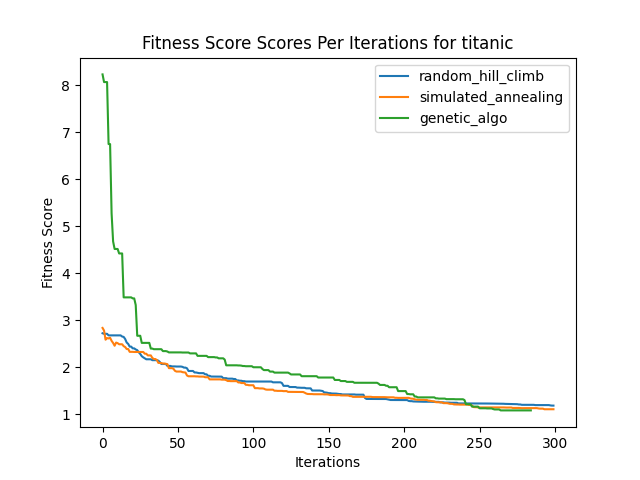 Fitness Score Scores Per Iterations for titanic
random_hill_climb
simulated_annealing
genetic_algo
Fitness Score
8
7
6
5
4
3
2
1
0 50 100 150 200 250 300
Iterations